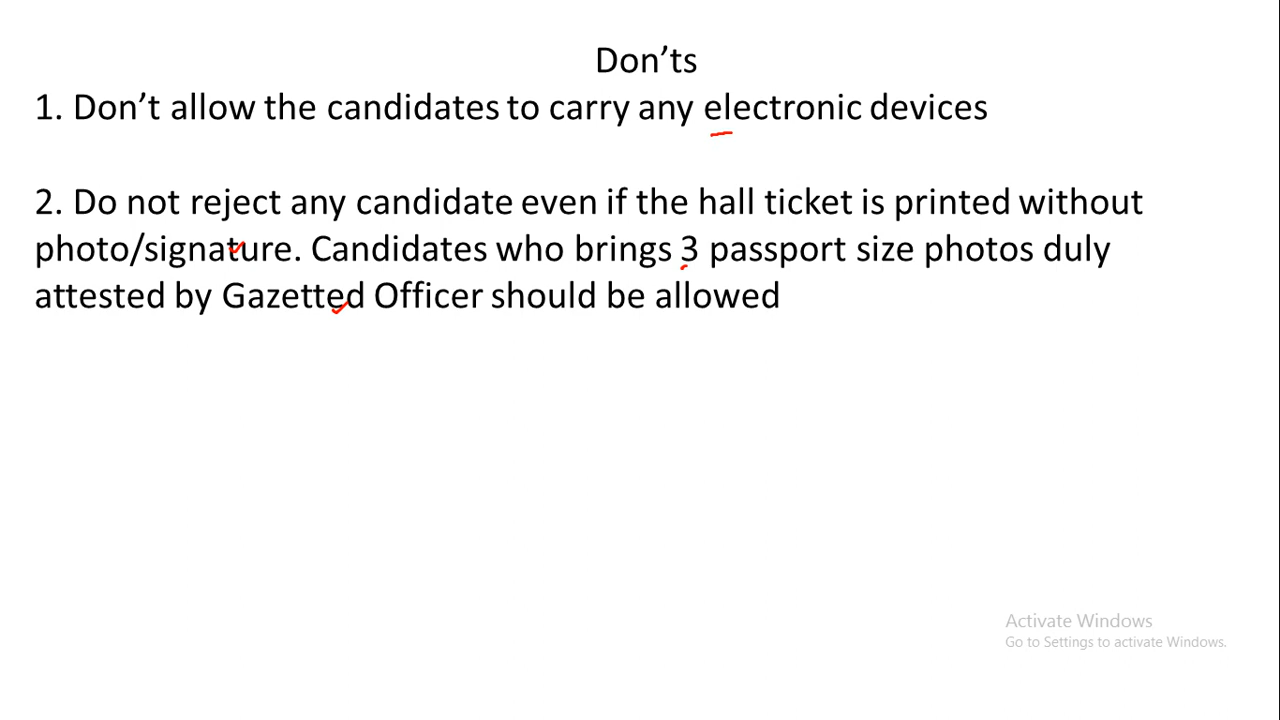 Don’ts
1. Don’t allow the candidates to carry any electronic devices
2. Do not reject any candidate even if the hall ticket is printed without
photo/signature. Candidates who brings 3 passport size photos duly
attested by Gazetted Officer should be allowed
Activate Windows
Go to Settings to activate Windows.